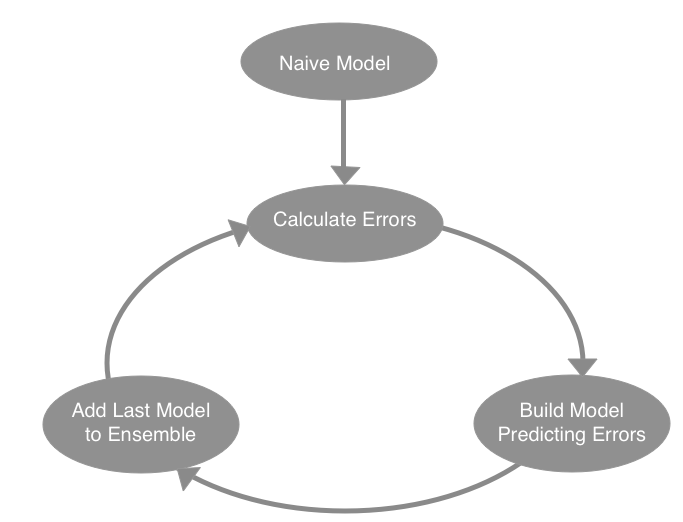 Naive Model
Calculate Errors
Add Last Model
to Ensemble
Build Model
Predicting Errors